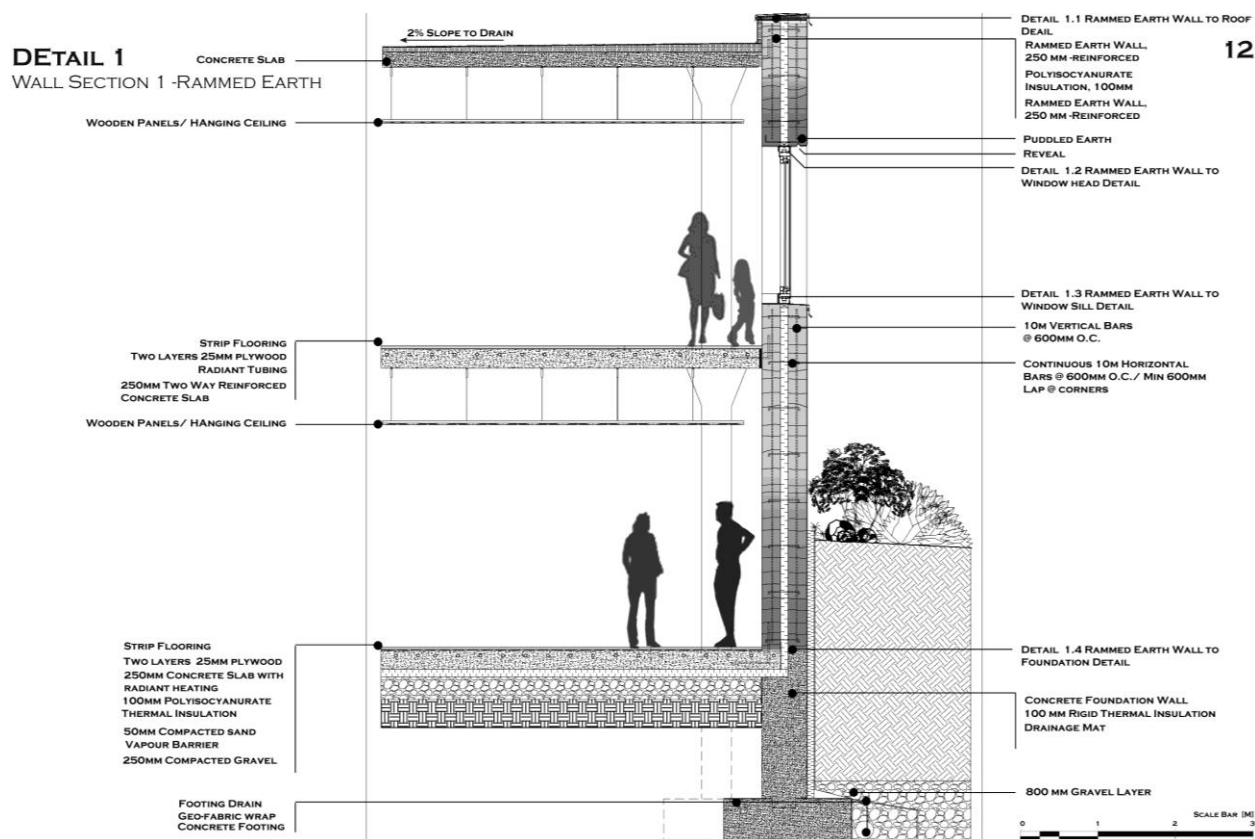 DETAIL 1
WALL SECTION 1 -RAMMED EARTH
2% SLOPE TO DRAIN
CONCRETE SLAB
WOODEN PANELS/ HANGING CEILING
STRIP FLOORING
TWO LAYERS 25MM PLYWOOD
RADIANT TUBING
250MM TWO WAY REINFORCED
CONCRETE SLAB
WOODEN PANELS/ HANGING CEILING
STRIP FLOORING
TWO LAYERS 25MM PLYWOOD
250MM CONCRETE SLAB WITH
RADIANT HEATING
100MM POLYISOCYANURATE
THERMAL INSULATION
50MM COMPACTED SAND
VAPOUR BARRIER
250MM COMPACTED GRAVEL
FOOTING DRAIN
GEO-FABRIC WRAP
CONCRETE FOOTING
DETAIL 1.1 RAMMED EARTH WALL TO ROOF
DEAIL
12
RAMMED EARTH WALL,
250 MM -REINFORCED
POLYISOCYANURATE
INSULATION, 100MM
RAMMED EARTH WALL,
250 MM -REINFORCED
PUDDLED EARTH
REVEAL
DETAIL 1.2 RAMMED EARTH WALL TO
WINDOW HEAD DETAIL
DETAIL 1.3 RAMMED EARTH WALL TO
WINDOW SILL DETAIL
10M VERTICAL BARS
@ 600MM O.C.
CONTINUOUS 10M HORIZONTAL
BARS @ 600MM O.C./ MIN 600MM
LAP @ CORNERS
DETAIL 1.4 RAMMED EARTH WALL TO
FOUNDATION DETAIL
CONCRETE FOUNDATION WALL
100 MM RIGID THERMAL INSULATION
DRAINAGE MAT
800 MM GRAVEL LAYER
SCALE BAR [M]
0 1 2 3